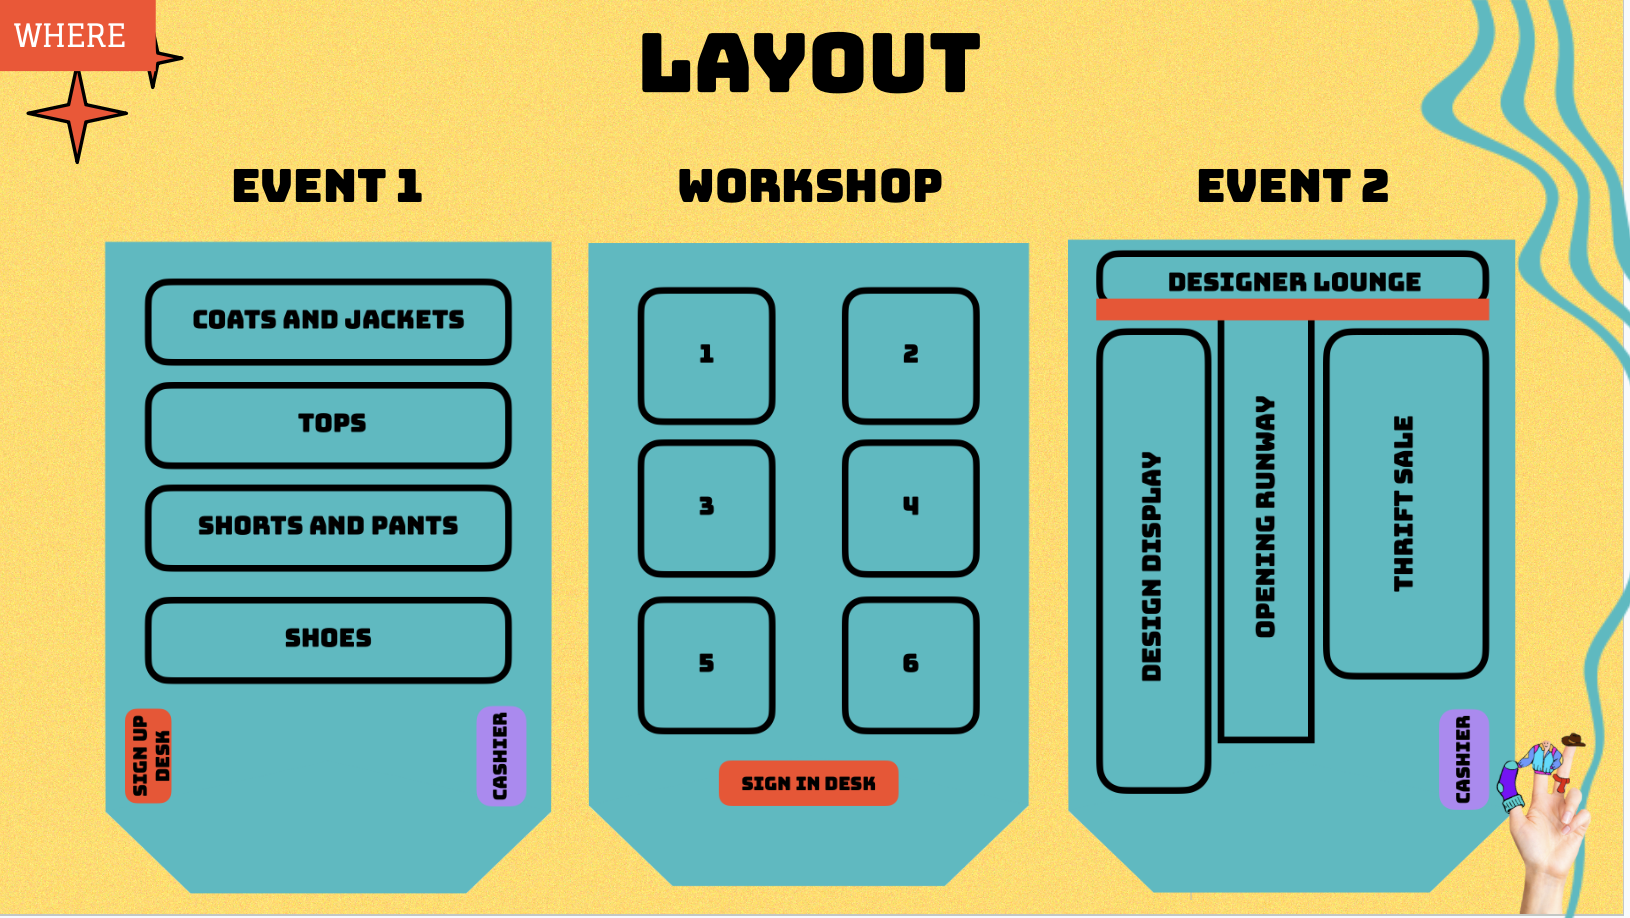 WHERE
LAYOUT
EVENT 1
COATS AND JACKETS
TOPS
SHORTS AND PANTS
SHOES
SIGN UP
DESK
CASHIER
WORKSHOP
1
2
3
4
5
6
SIGN IN DESK
EVENT 2
DESIGNER LOUNGE
DESIGN DISPLAY
OPENING RUNWAY
THRIFT SALE
CASHIER